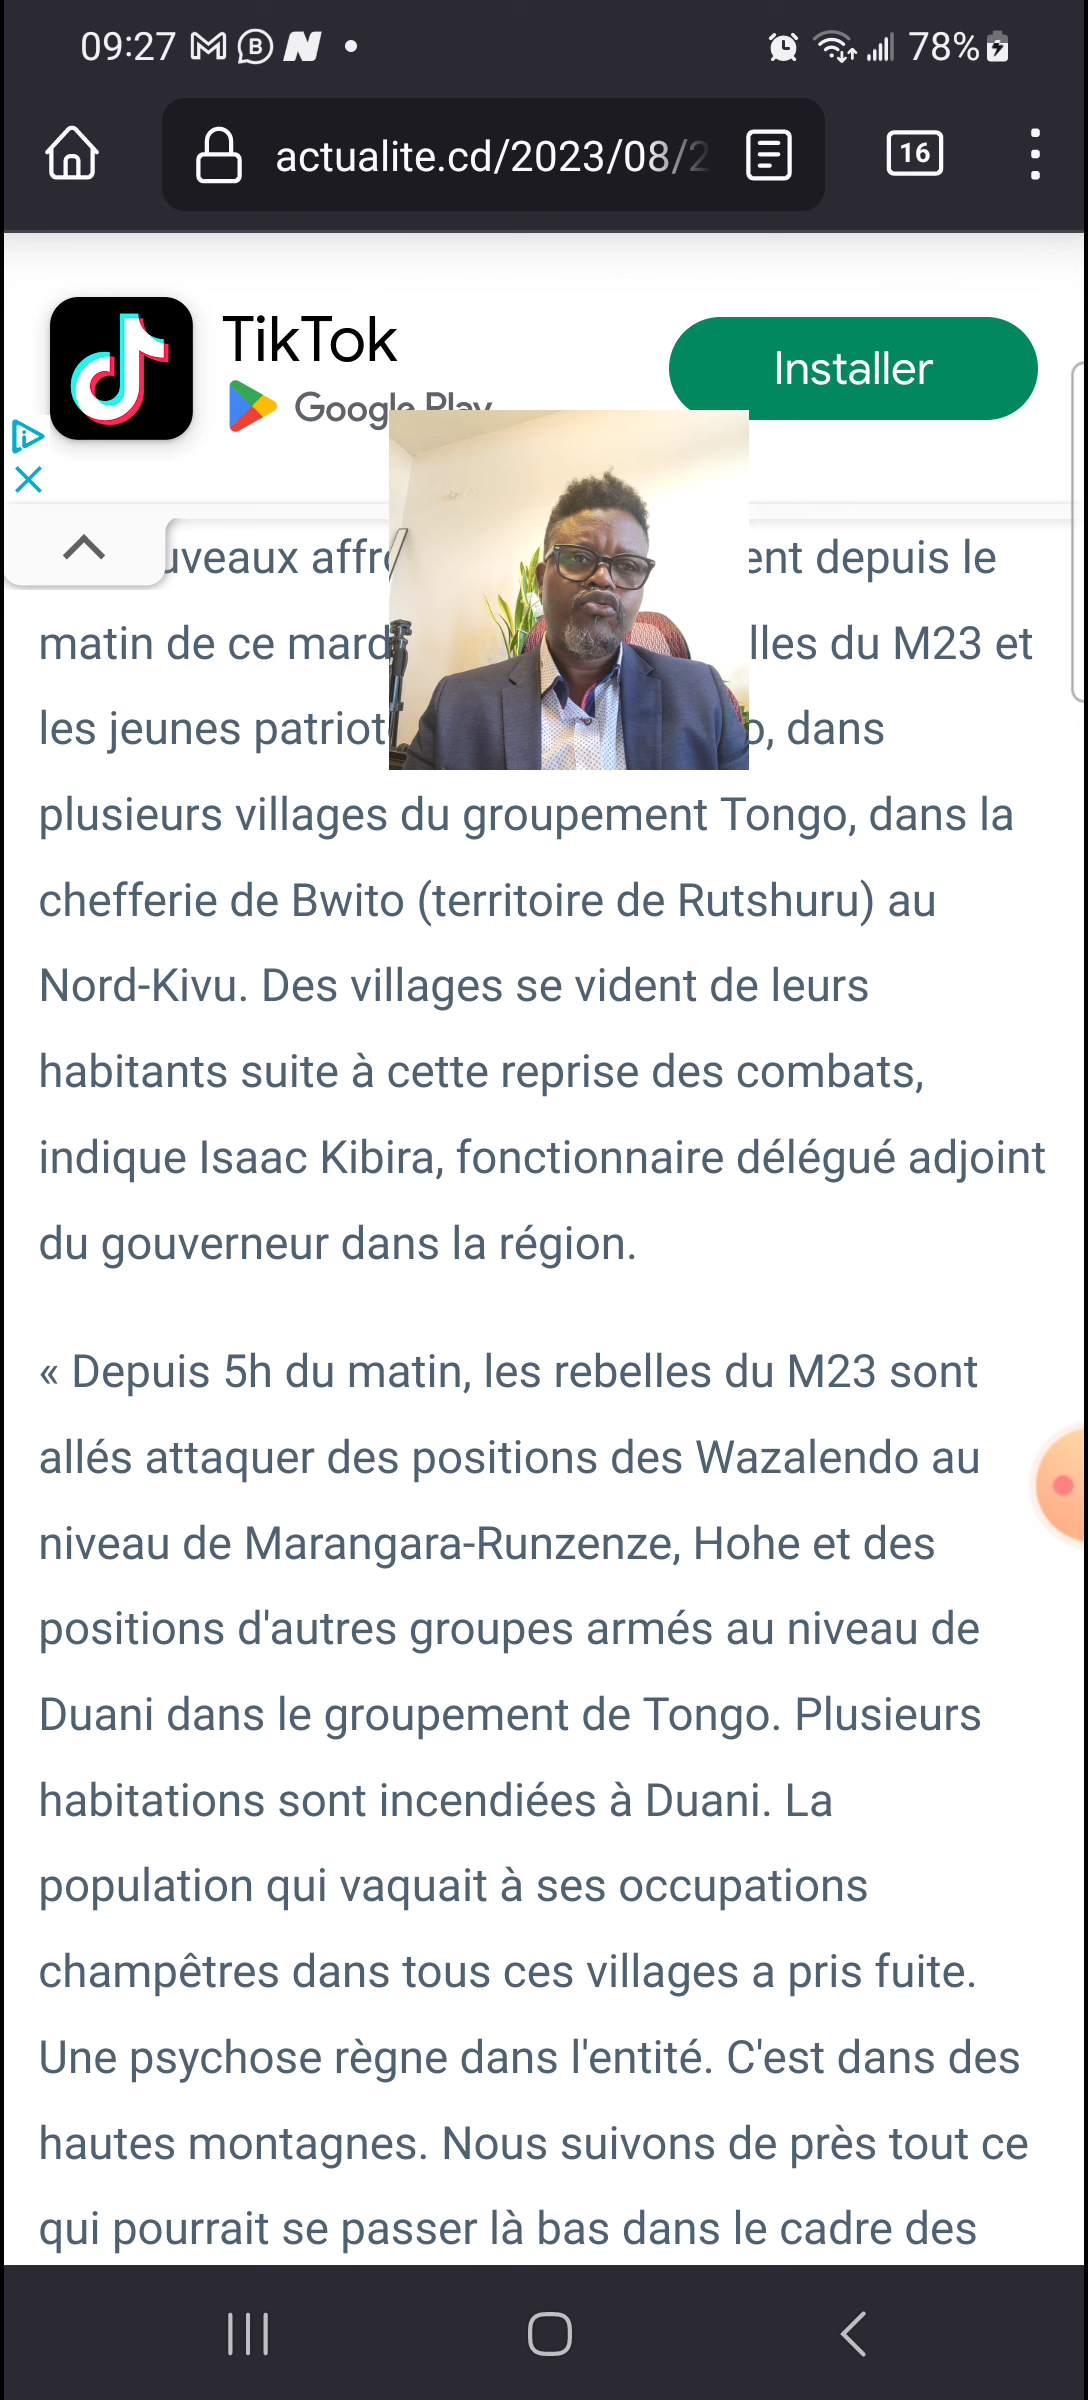 09:27
78%
actualite.cd/2023/08/2
16
TikTok
Google Play
Installer
ent depuis le
matin de ce lles du M23 et
les jeunes dans
plusieurs villages du groupement Tongo, dans la
chefferie de Bwito (territoire de Rutshuru) au
Nord-Kivu. Des villages se vident de leurs
habitants suite à cette reprise des combats,
indique Isaac Kibira, fonctionnaire délégué adjoint
du gouverneur dans la région.
« Depuis 5h du matin, les rebelles du M23 sont
allés attaquer des positions des Wazalendo au
niveau de Marangara-Runzenze, Hohe et des
positions d'autres groupes armés au niveau de
Duani dans le groupement de Tongo. Plusieurs
habitations sont incendiées à Duani. La
population qui vaquait à ses occupations
champêtres dans tous ces villages a pris fuite.
Une psychose règne dans l'entité. C'est dans des
hautes montagnes. Nous suivons de près tout ce
qui pourrait se passer là bas dans le cadre des